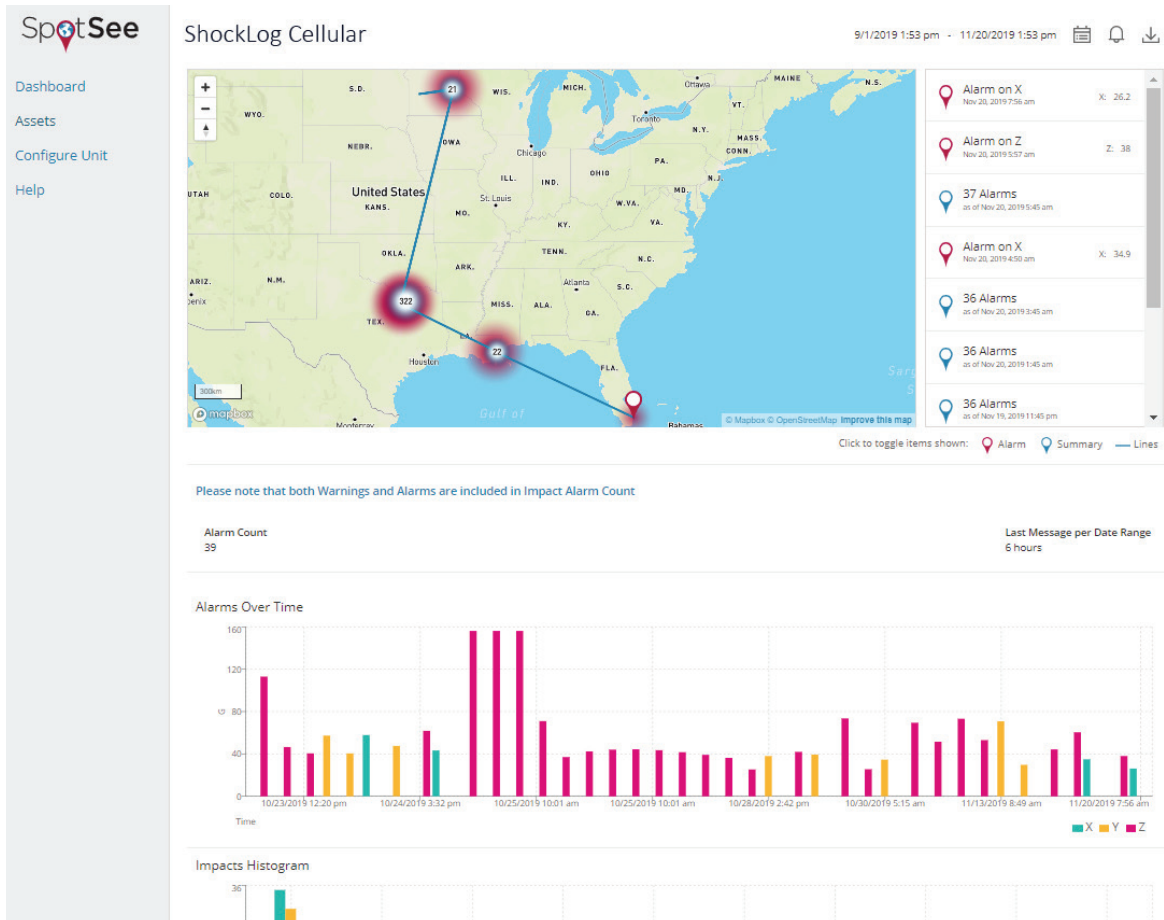 SpotSee
ShockLog Cellular
9/1/2019 1:53 pm - 11/20/2019 1:53 pm
Dashboard
Assets
Configure Unit
Help
+
−
S.D.
WIS.
MICH.
Ottawa
MAINE
N.S.
WYO.
21
Toronto
VT.
N.Y.
MASS.
CONN.
NEBR.
IOWA
Chicago
PA.
ILL.
IND.
OHIO
N.J.
UTAH
COLO.
United States
KANS.
St. Louis
MO.
W.VA.
MD.
KY.
VA.
OKLA.
TENN.
N.C.
ARIZ.
N.M.
ARK.
Atlanta
S.C.
enix
322
MISS.
ALA.
GA.
TEX.
LA.
22
Houston
FLA.
300km
mapbox
Gulf of
Monterrey
Bahamas
© Mapbox © OpenStreetMap Improve this map
Alarm on X
Nov 20, 2019 7:56 am
X: 26.2
Alarm on Z
Nov 20, 2019 5:57 am
Z: 38
37 Alarms
as of Nov 20, 2019 5:45 am
Alarm on X
Nov 20, 2019 4:50 am
X: 34.9
36 Alarms
as of Nov 20, 2019 3:45 am
36 Alarms
as of Nov 20, 2019 1:45 am
36 Alarms
as of Nov 19, 2019 11:45 pm
Click to toggle items shown: Alarm Summary Lines
Please note that both Warnings and Alarms are included in Impact Alarm Count
Alarm Count
39
Last Message per Date Range
6 hours
Alarms Over Time
160
120
80
40
0
G
10/23/2019 12:20 pm 10/24/2019 3:32 pm 10/25/2019 10:01 am 10/25/2019 10:01 am 10/28/2019 2:42 pm 10/30/2019 5:15 am 11/13/2019 8:49 am 11/20/2019 7:56 am
Time
X Y Z
Impacts Histogram
36